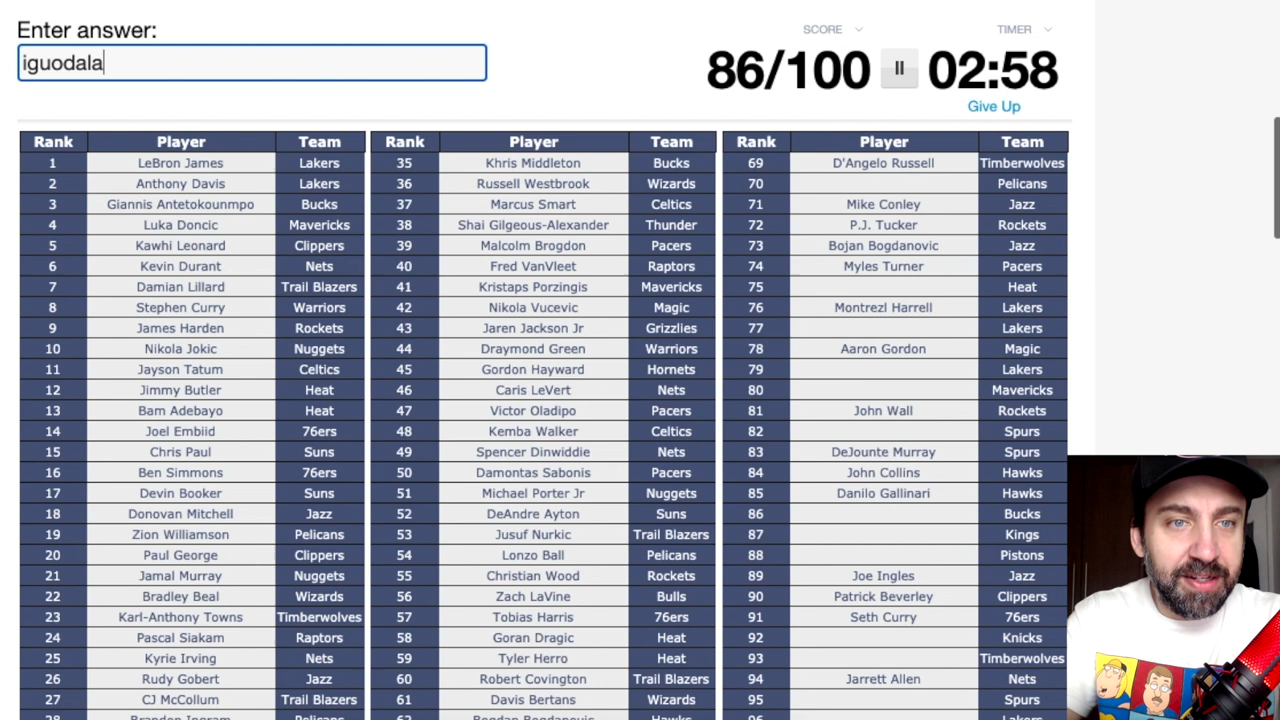 Enter answer:
SCORE
TIMER
iguodala
86/100
02:58
Give Up
Rank Player Team Rank Player Team Rank Player Team
1 LeBron James Lakers 35 Khris Middleton Bucks 69 D'Angelo Russell Timberwolves
2 Anthony Davis Lakers 36 Russell Westbrook Wizards 70 Pelicans
3 Giannis Antetokounmpo Bucks 37 Marcus Smart Celtics 71 Mike Conley Jazz
4 Luka Doncic Mavericks 38 Shai Gilgeous-Alexander Thunder 72 P.J. Tucker Rockets
5 Kawhi Leonard Clippers 39 Malcolm Brogdon Pacers 73 Bojan Bogdanovic Jazz
6 Kevin Durant Nets 40 Fred VanVleet Raptors 74 Myles Turner Pacers
7 Damian Lillard Trail Blazers 41 Kristaps Porzingis Mavericks 75 Heat
8 Stephen Curry Warriors 42 Nikola Vucevic Magic 76 Montrezl Harrell Lakers
9 James Harden Rockets 43 Jaren Jackson Jr Grizzlies 77 Lakers
10 Nikola Jokic Nuggets 44 Draymond Green Warriors 78 Aaron Gordon Magic
11 Jayson Tatum Celtics 45 Gordon Hayward Hornets 79 Lakers
12 Jimmy Butler Heat 46 Caris LeVert Nets 80 Mavericks
13 Bam Adebayo Heat 47 Victor Oladipo Pacers 81 John Wall Rockets
14 Joel Embiid 76ers 48 Kemba Walker Celtics 82 Spurs
15 Chris Paul Suns 49 Spencer Dinwiddie Nets 83 DeJounte Murray Spurs
16 Ben Simmons 76ers 50 Damontas Sabonis Pacers 84 John Collins Hawks
17 Devin Booker Suns 51 Michael Porter Jr Nuggets 85 Danilo Gallinari Hawks
18 Donovan Mitchell Jazz 52 DeAndre Ayton Suns 86 Bucks
19 Zion Williamson Pelicans 53 Jusuf Nurkic Trail Blazers 87 Kings
20 Paul George Clippers 54 Lonzo Ball Pelicans 88 Pistons
21 Jamal Murray Nuggets 55 Christian Wood Rockets 89 Joe Ingles Jazz
22 Bradley Beal Wizards 56 Zach LaVine Bulls 90 Patrick Beverley Clippers
23 Karl-Anthony Towns Timberwolves 57 Tobias Harris 76ers 91 Seth Curry 76ers
24 Pascal Siakam Raptors 58 Goran Dragic Heat 92 Knicks
25 Kyrie Irving Nets 59 Tyler Herro Heat 93 Timberwolves
26 Rudy Gobert Jazz 60 Robert Covington Trail Blazers 94 Jarrett Allen Nets
27 CJ McCollum Trail Blazers 61 Davis Bertans Wizards 95 Spurs
28 Brandon Ingram Pelicans 62 Bogdan Bogdanovic Hawks 96 Lakers